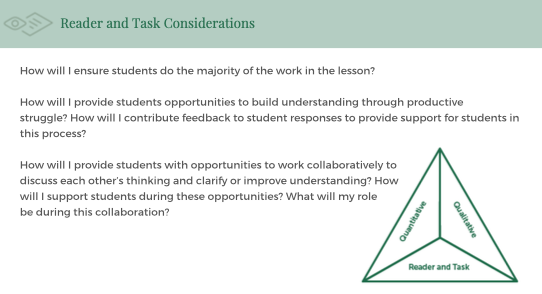 Reader and Task Considerations
How will I ensure students do the majority of the work in the lesson?
How will I provide students opportunities to build understanding through productive
struggle? How will I contribute feedback to student responses to provide support for students in
this process?
How will I provide students with opportunities to work collaboratively to
discuss each other's thinking and clarify or improve understanding? How
will I support students during these opportunities? What will my role
be during this collaboration?
Quantitative
Qualitative
Reader and Task